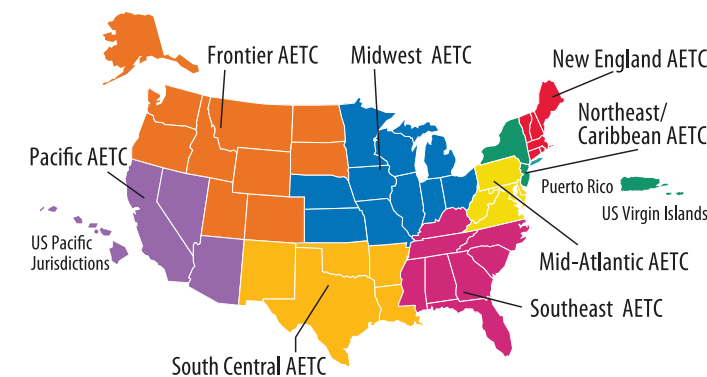 Frontier AETC
Midwest AETC
New England AETC
Northeast/
Caribbean AETC
Pacific AETC
Puerto Rico
US Virgin Islands
US Pacific
Jurisdictions
Mid-Atlantic AETC
Southeast AETC
South Central AETC